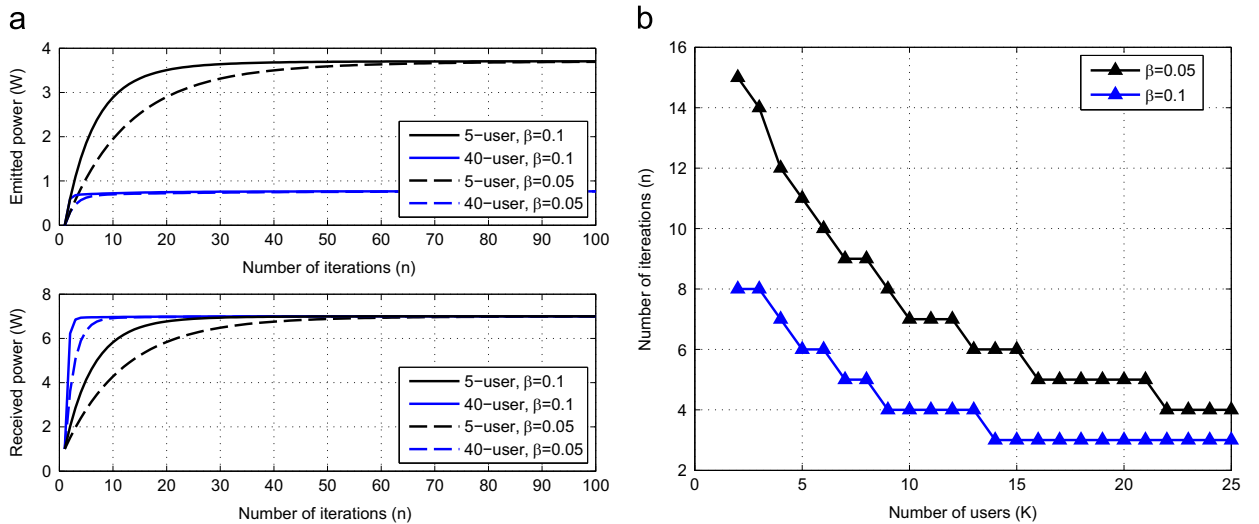 a
Emitted power (W)
4
3
2
1
0
0 10 20 30 40 50 60 70 80 90 100
Number of iterations (n)
5-user, β=0.1
40-user, β=0.1
5-user, β=0.05
40-user, β=0.05
Received power (W)
8
6
4
2
0
0 10 20 30 40 50 60 70 80 90 100
Number of iterations (n)
5-user, β=0.1
40-user, β=0.1
5-user, β=0.05
40-user, β=0.05
b
Number of itereations (n)
16
14
12
10
8
6
4
2
0 5 10 15 20 25
Number of users (K)
β=0.05
β=0.1